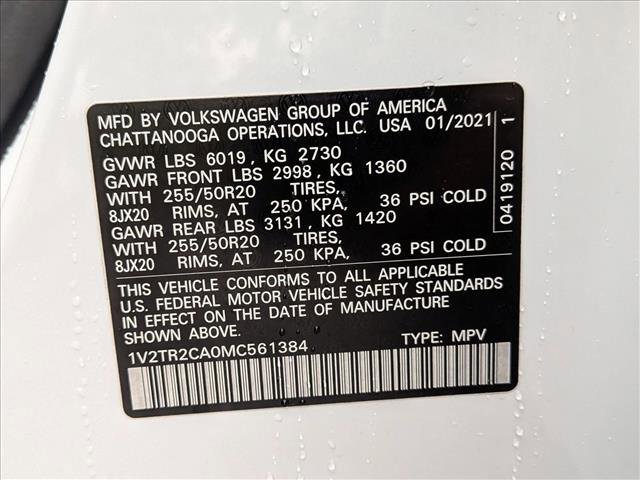 MFD BY VOLKSWAGEN GROUP OF AMERICA
CHATTANOOGA OPERATIONS, LLC. USA 01/2021
GVWR LBS 6019, KG 2730
GAWR FRONT LBS 2998, KG 1360
WITH 255/50R20 TIRES,
8JX20 RIMS, AT 250 KPA, 36 PSI COLD
GAWR REAR LBS 3131, KG 1420
WITH 255/50R20 TIRES,
8JX20 RIMS, AT 250 KPA, 36 PSI COLD
THIS VEHICLE CONFORMS TO ALL APPLICABLE
U.S. FEDERAL MOTOR VEHICLE SAFETY STANDARDS
IN EFFECT ON THE DATE OF MANUFACTURE
SHOWN ABOVE.
1V2TR2CA0MC561384 TYPE: MPV
0419120 1